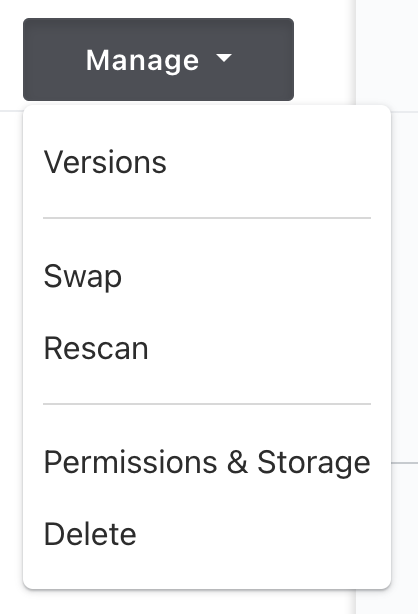 Manage
Versions
Swap
Rescan
Permissions & Storage
Delete